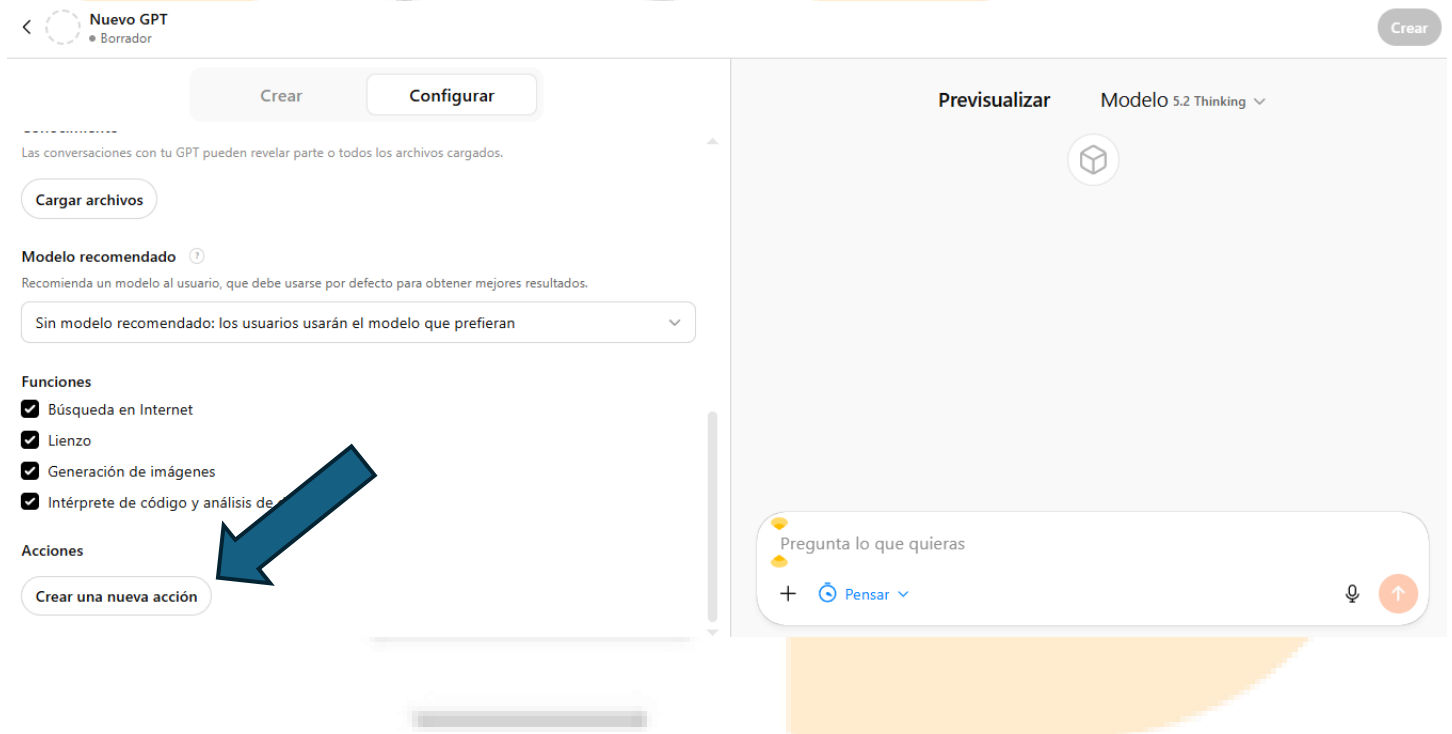 Nuevo GPT
Borrador
Crear
Crear
Configurar
Las conversaciones con tu GPT pueden revelar parte o todos los archivos cargados.
Cargar archivos
Modelo recomendado ?
Recomienda un modelo al usuario, que debe usarse por defecto para obtener mejores resultados.
Sin modelo recomendado: los usuarios usarán el modelo que prefieran
Funciones
Búsqueda en Internet
Lienzo
Generación de imágenes
Intérprete de código y análisis de
Acciones
Crear una nueva acción
Previsualizar
Modelo 5.2 Thinking
Pregunta lo que quieras
Pensar